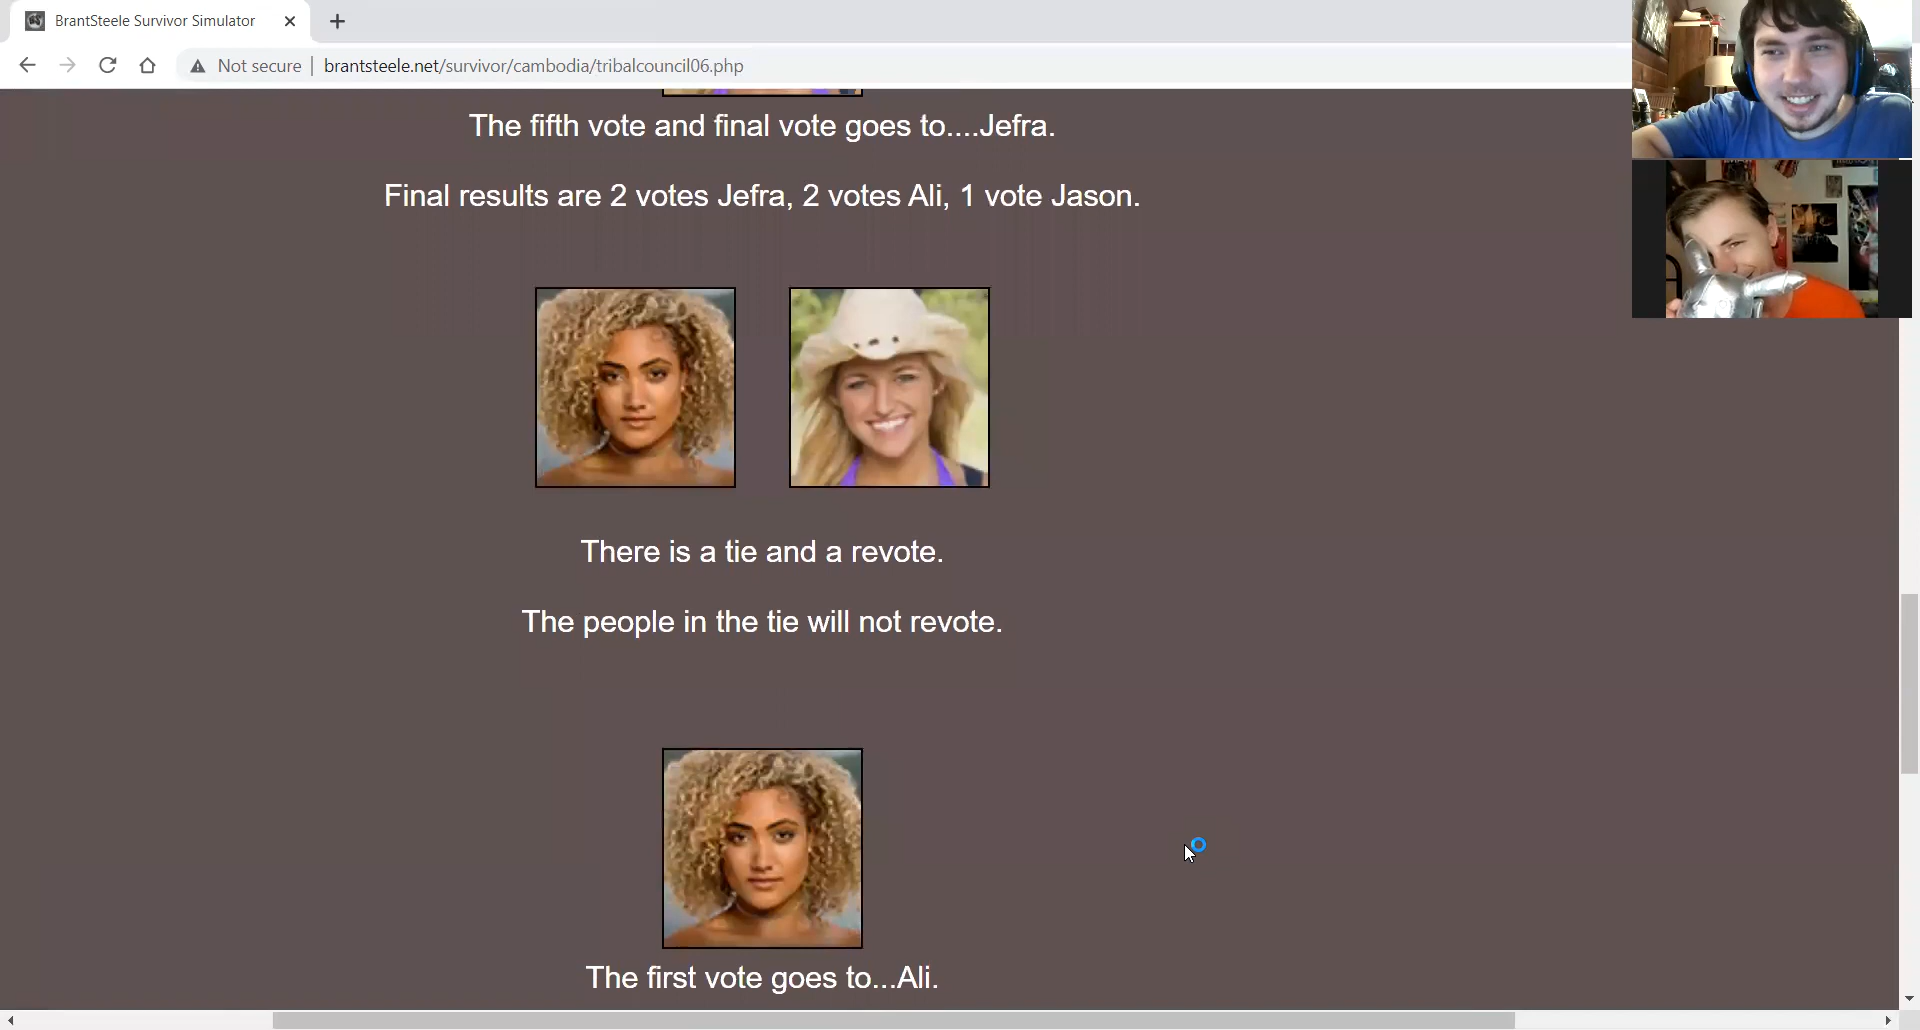 BrantSteele Survivor Simulator
Not secure | brantsteele.net/survivor/cambodia/tribalcouncil06.php
The fifth vote and final vote goes to....Jefra.
Final results are 2 votes Jefra, 2 votes Ali, 1 vote Jason.
There is a tie and a revote.
The people in the tie will not revote.
The first vote goes to...Ali.